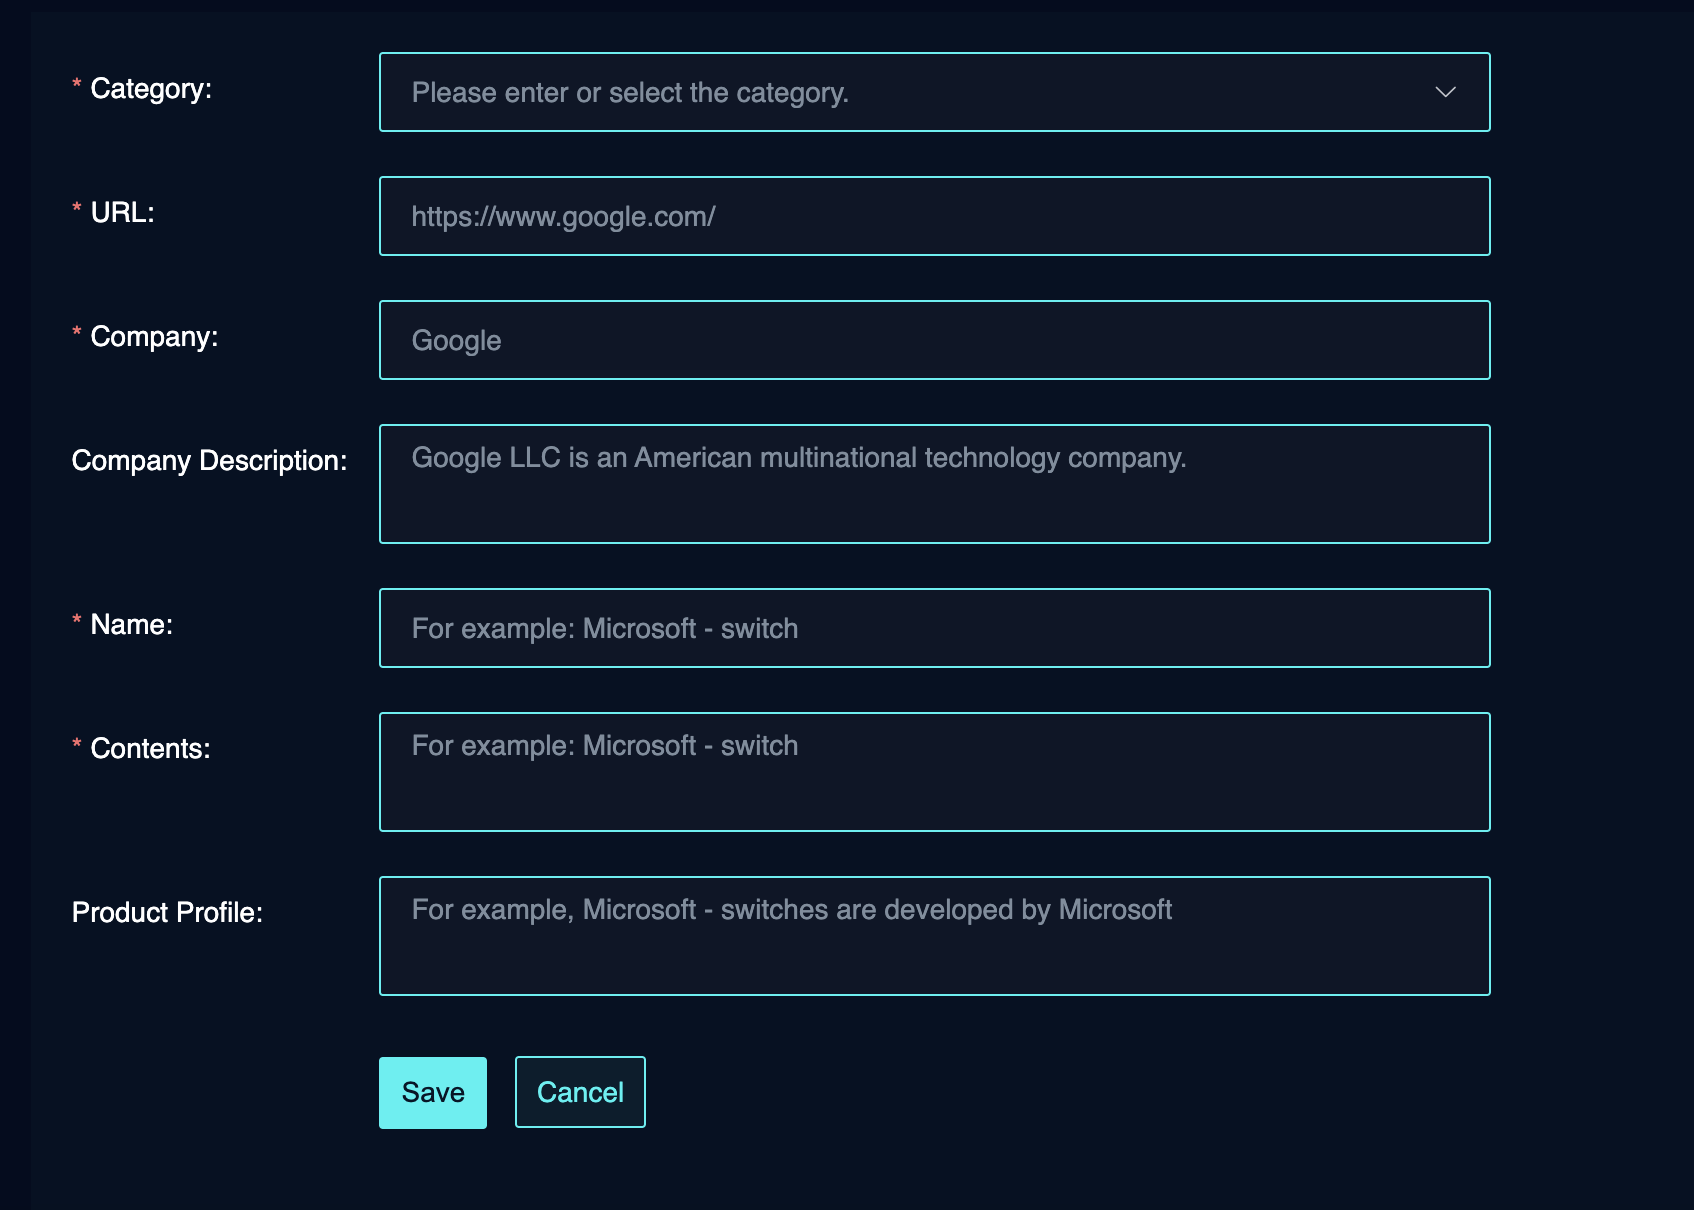 * Category:
Please enter or select the category.
* URL:
https://www.google.com/
* Company:
Google
Company Description:
Google LLC is an American multinational technology company.
* Name:
For example: Microsoft - switch
* Contents:
For example: Microsoft - switch
Product Profile:
For example, Microsoft - switches are developed by Microsoft
Save
Cancel